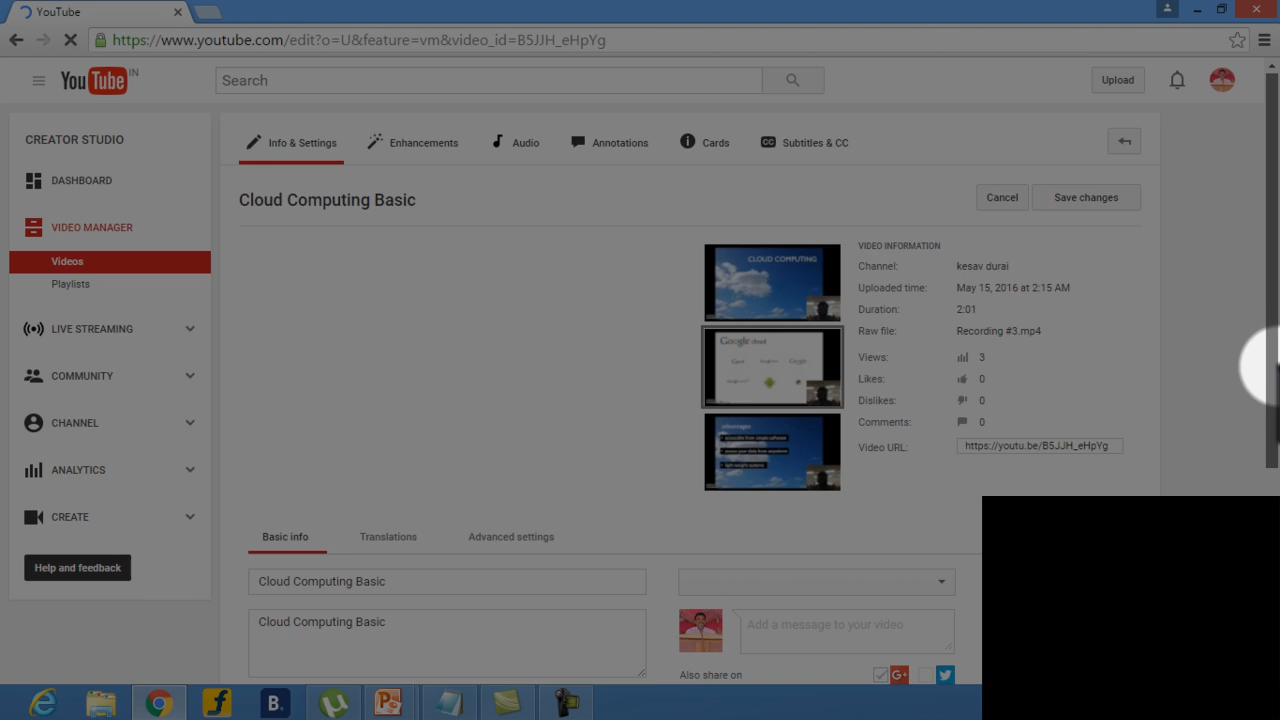 YouTube
https://www.youtube.com/edit?o=U&feature=vm&video_id=B5JJH_eHpYg
YouTube IN
Search
Upload
CREATOR STUDIO
DASHBOARD
VIDEO MANAGER
Videos
Playlists
LIVE STREAMING
COMMUNITY
CHANNEL
ANALYTICS
CREATE
Help and feedback
Info & Settings
Enhancements
Audio
Annotations
Cards
CC Subtitles & CC
Cloud Computing Basic
Cancel
Save changes
CLOUD COMPUTING
Google cloud
VIDEO INFORMATION
Channel: kesav durai
Uploaded time: May 15, 2016 at 2:15 AM
Duration: 2:01
Raw file: Recording #3.mp4
Views: 3
Likes: 0
Dislikes: 0
Comments: 0
Video URL: https://youtu.be/B5JJH_eHpYg
Basic info
Translations
Advanced settings
Cloud Computing Basic
Cloud Computing Basic
Add a message to your video
Also share on
G+
B.